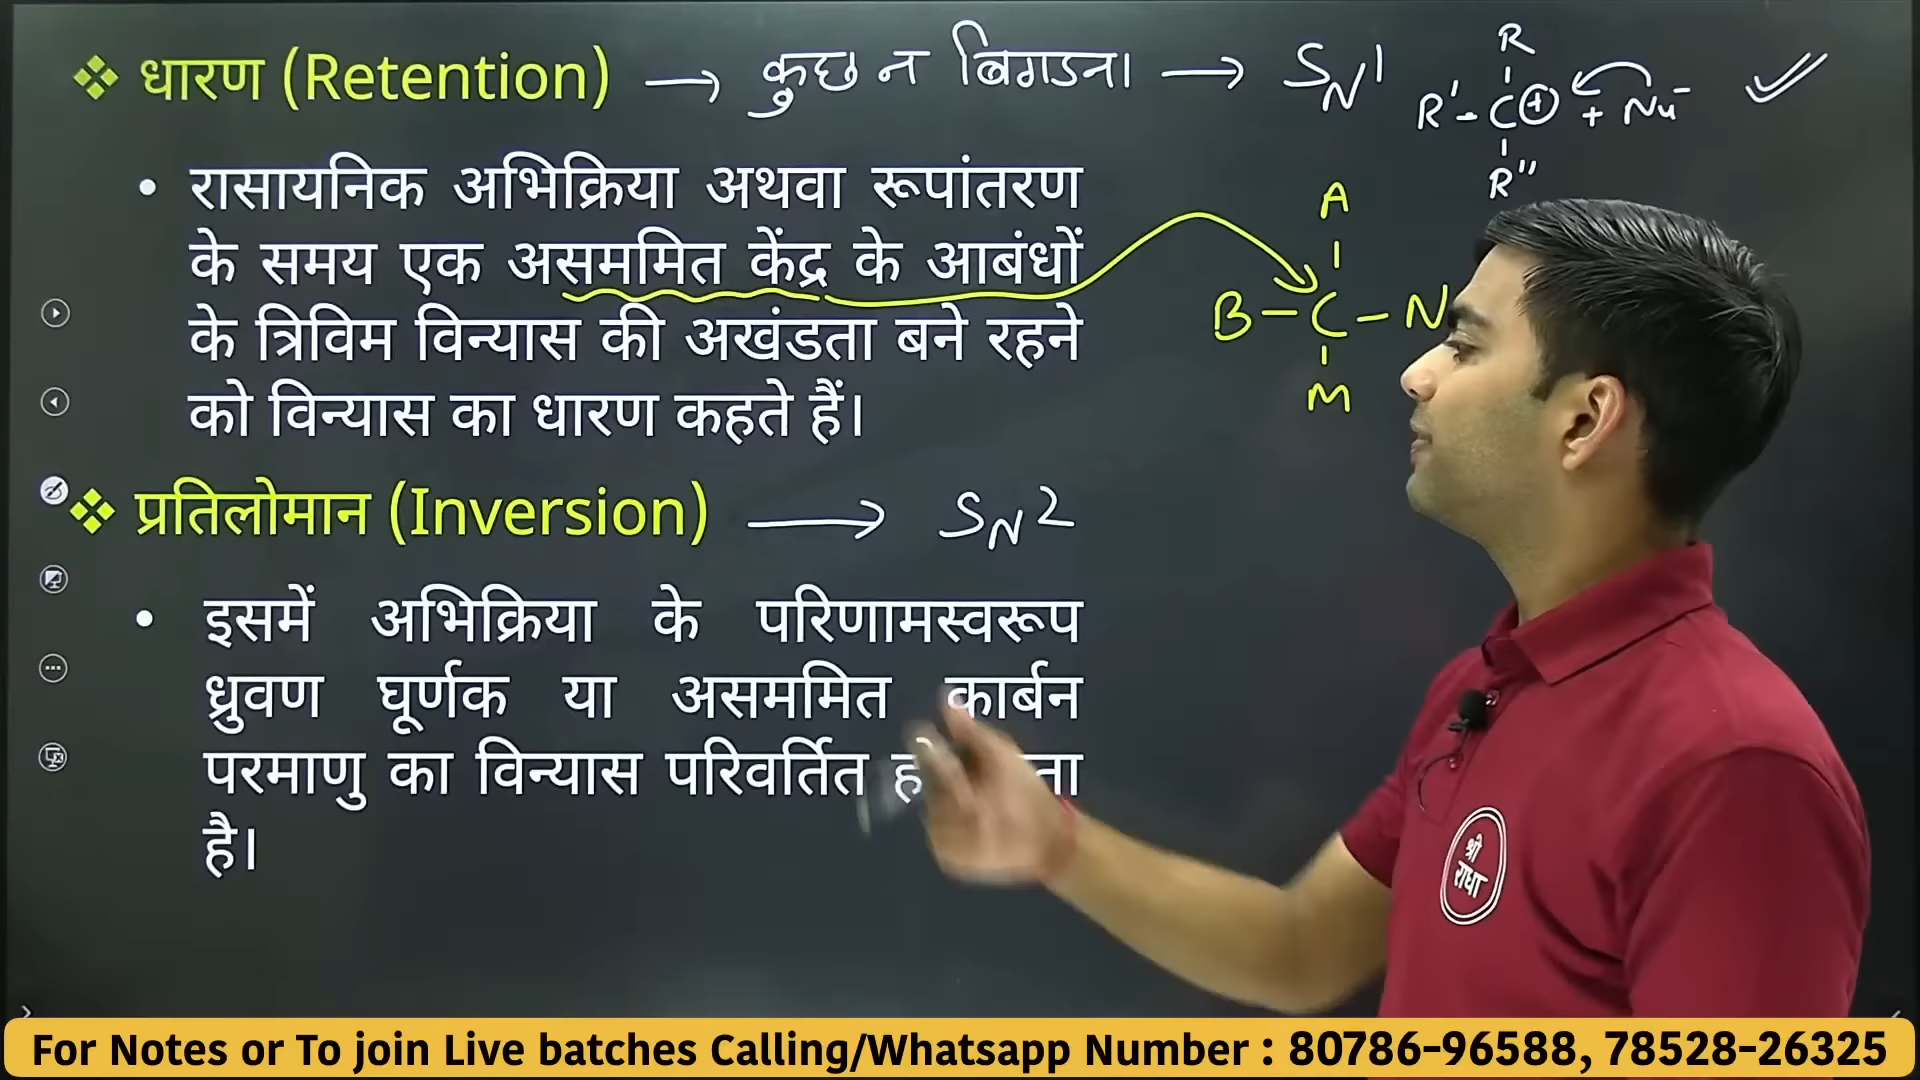 ❖ धारण (Retention) → कुछ न बिगडना → SN1
R
R' - C⊕ + Nu⁻
R"
• रासायनिक अभिक्रिया अथवा रूपांतरण
के समय एक असममित केंद्र के आबंधों
के त्रिविम विन्यास की अखंडता बने रहने
को विन्यास का धारण कहते हैं।
A
B - C - N
M
❖ प्रतिलोमान (Inversion) → SN2
• इसमें अभिक्रिया के परिणामस्वरूप
ध्रुवण घूर्णक या असममित कार्बन
परमाणु का विन्यास परिवर्तित
है।
श्री
राधा
For Notes or To join Live batches Calling/Whatsapp Number : 80786-96588, 78528-26325